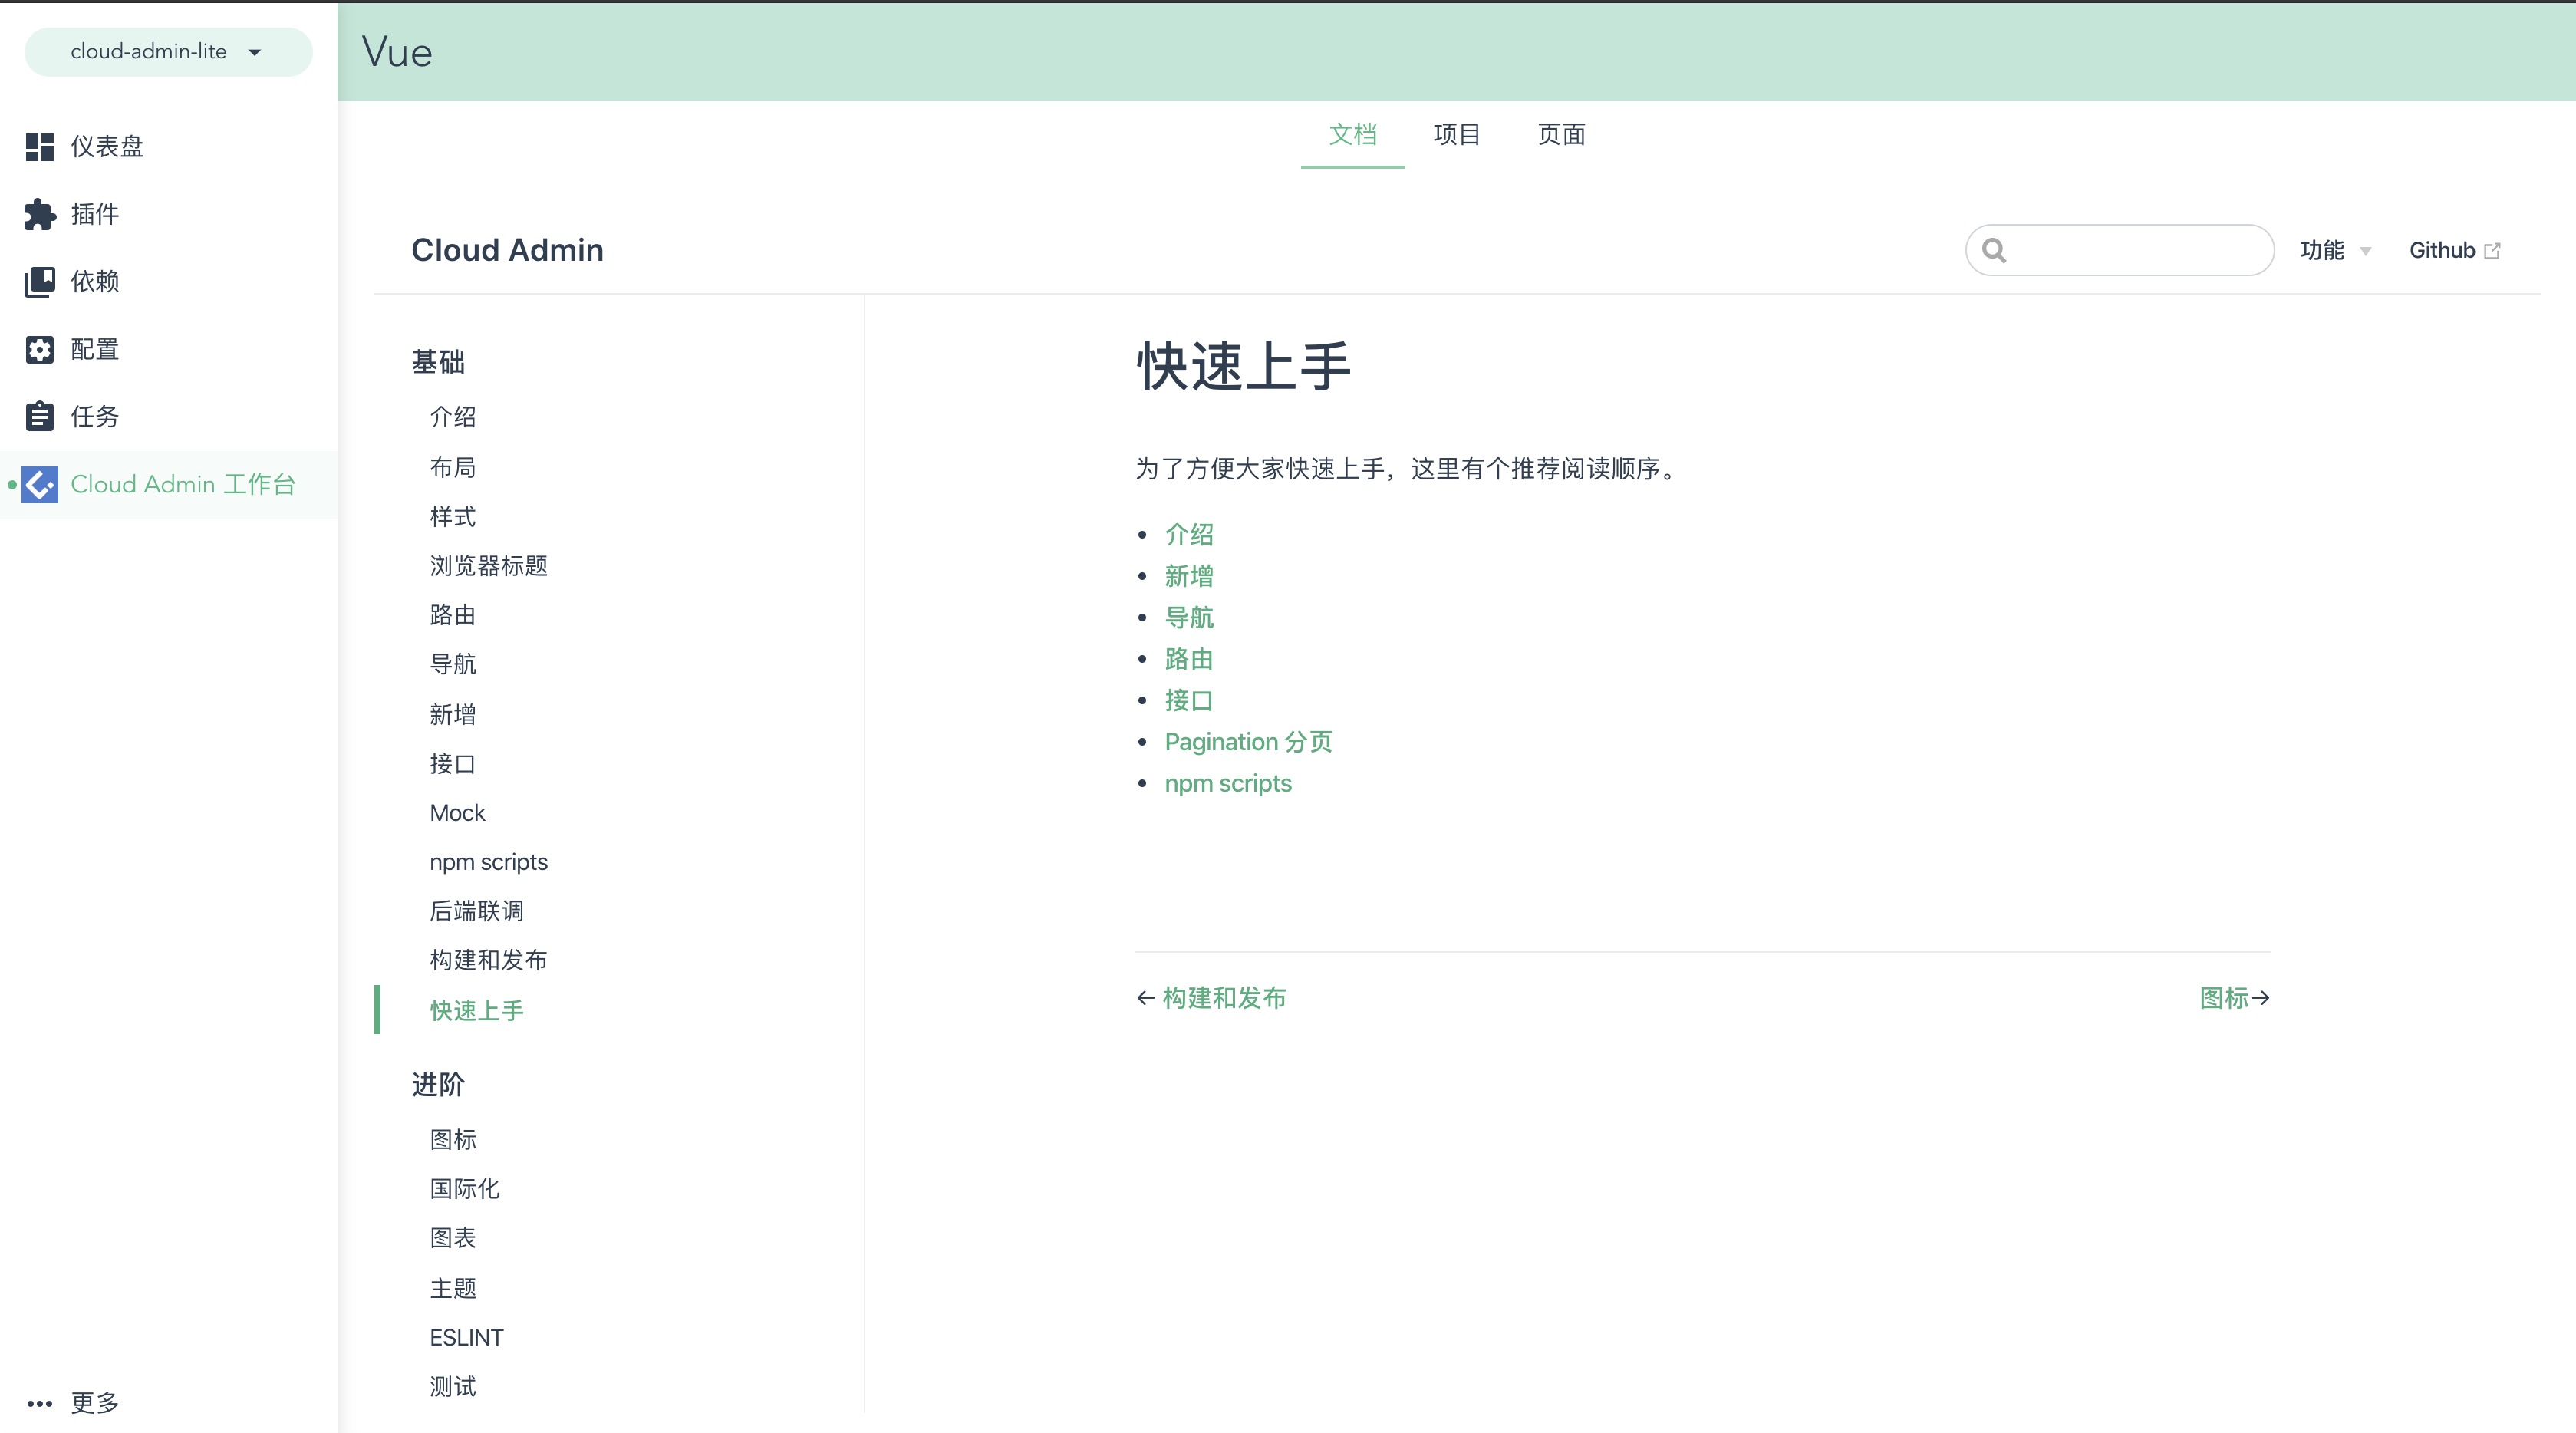 cloud-admin-lite
仪表盘
插件
依赖
配置
任务
Cloud Admin 工作台
更多
Vue
文档 项目 页面
Cloud Admin
功能 Github
基础
介绍
布局
样式
浏览器标题
路由
导航
新增
接口
Mock
npm scripts
后端联调
构建和发布
快速上手
进阶
图标
国际化
图表
主题
ESLINT
测试
快速上手
为了方便大家快速上手，这里有个推荐阅读顺序。
• 介绍
• 新增
• 导航
• 路由
• 接口
• Pagination 分页
• npm scripts
← 构建和发布 图标→